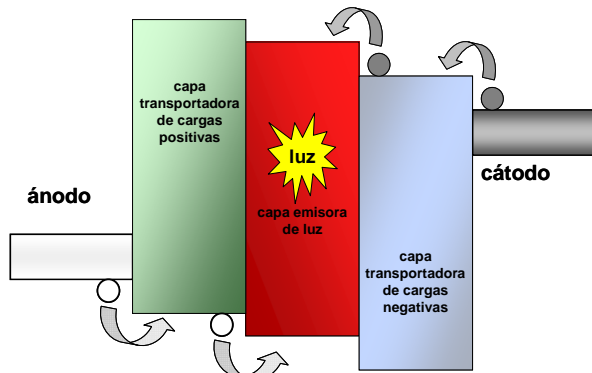 capa
transportadora
de cargas
positivas
luz
capa emisora
de luz
cátodo
ánodo
capa
transportadora
de cargas
negativas